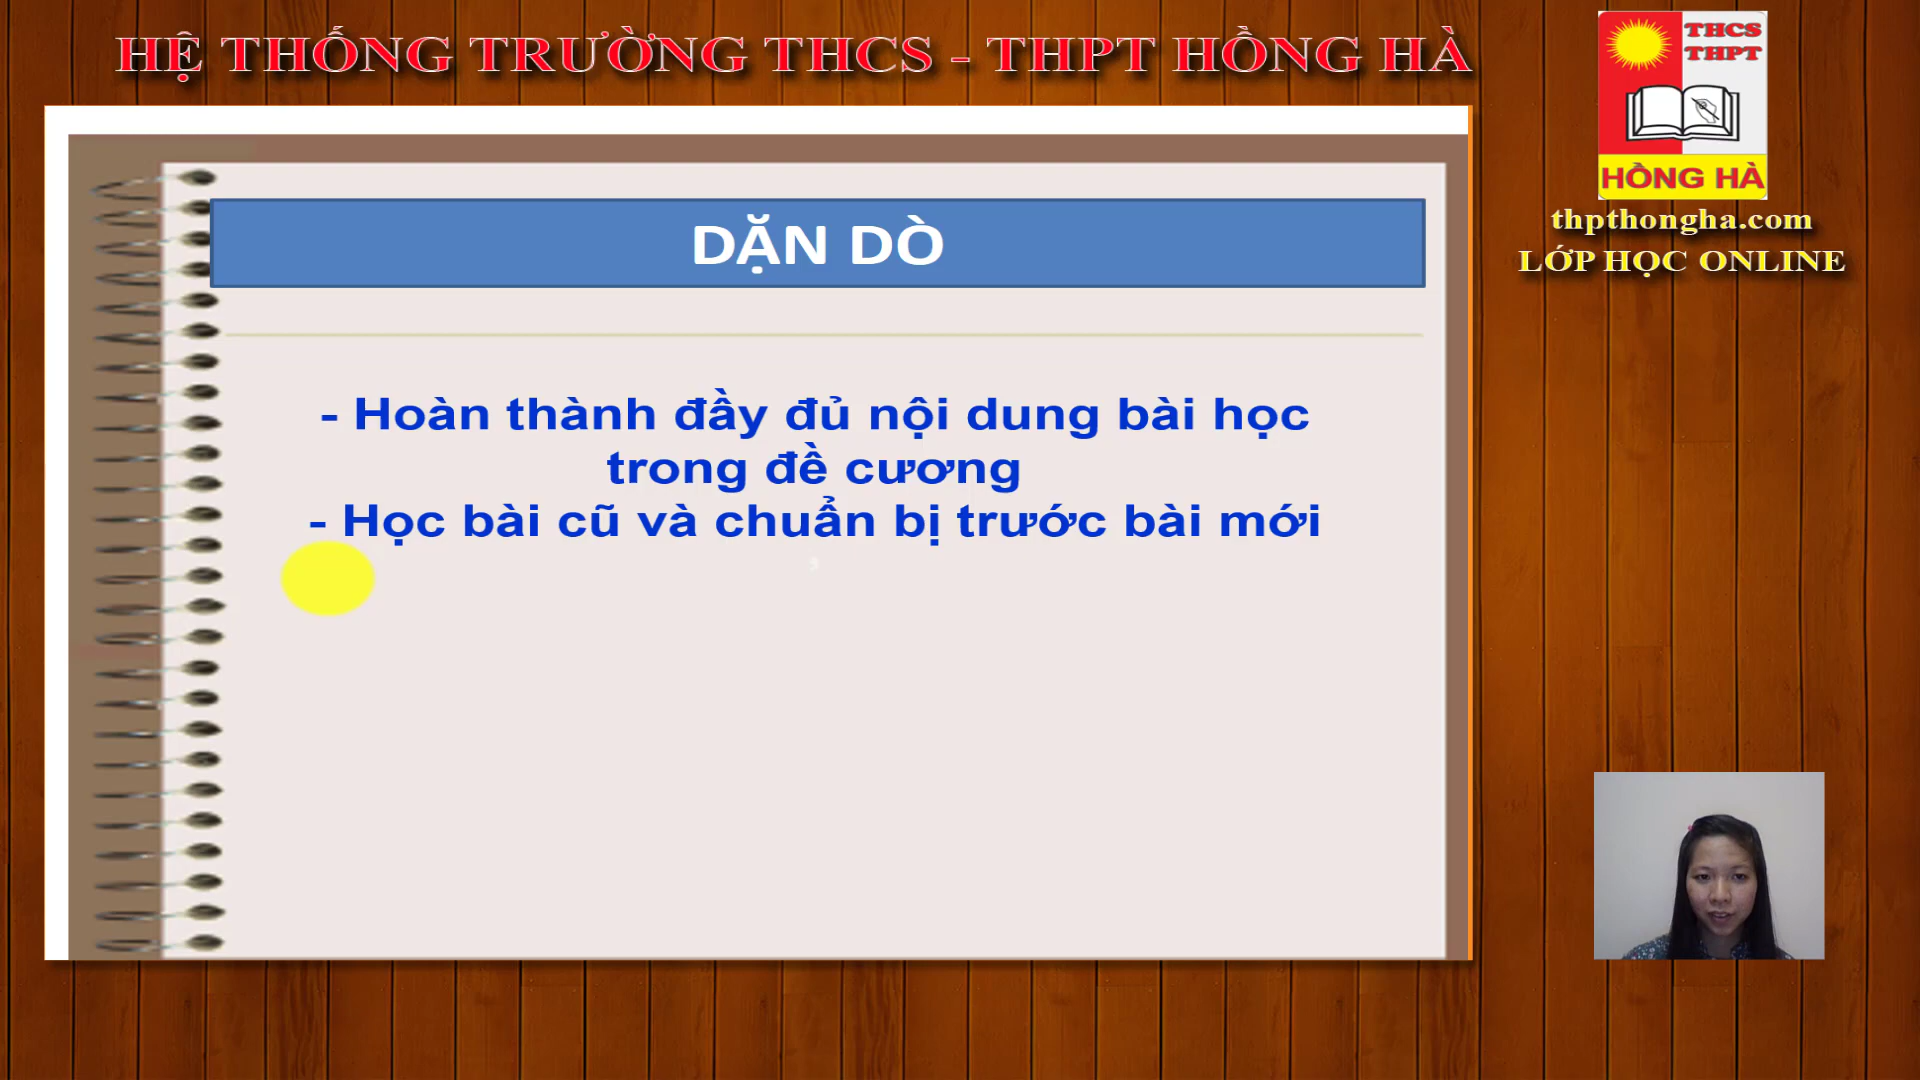 HỆ THỐNG TRƯỜNG THCS - THPT HỒNG HÀ
THCS
THPT
HỒNG HÀ
thpthongha.com
LỚP HỌC ONLINE
DẶN DÒ
- Hoàn thành đầy đủ nội dung bài học
trong đề cương
- Học bài cũ và chuẩn bị trước bài mới